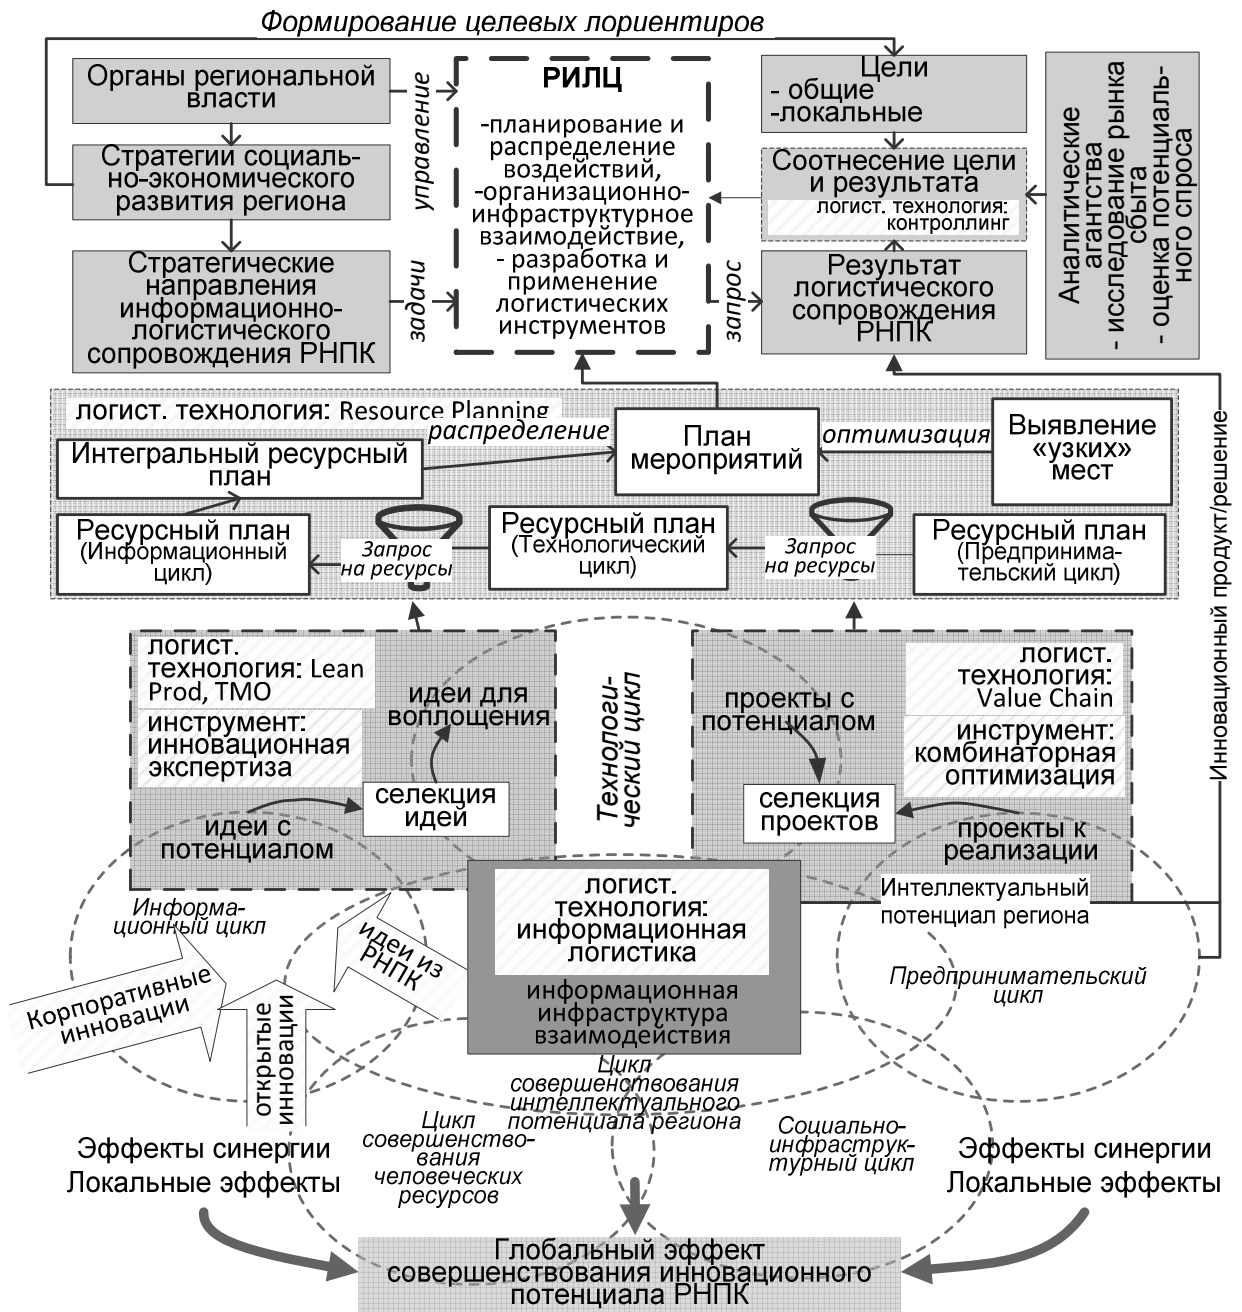 Формирование целевых лориентиров
Органы региональной
власти
Стратегии социаль-
но-экономического
развития региона
Стратегические
направления
информационно-
логистического
сопровождения РНПК
управление
задачи
РИЛЦ
-планирование и
распределение
воздействий,
-организационно-
инфраструктурное
взаимодействие,
- разработка и
применение
логистических
инструментов
запрос
Цели
- общие
-локальные
Соотнесение цели
и результата
логист. технология:
контроллинг
Результат
логистического
сопровождения
РНПК
Аналитические
агантства
- исследование рынка
сбыта
- оценка потенциаль-
ного спроса
логист. технология: Resource Planning
распределение
Интегральный ресурсный
план
План
мероприятий
оптимизация
Выявление
«узких»
мест
Ресурсный план
(Информационный
цикл)
Запрос
на ресурсы
Ресурсный план
(Технологический
цикл)
Запрос
на ресурсы
Ресурсный план
(Предпринима-
тельский цикл)
Инновационный продукт/решение
логист.
технология: Lean
Prod, TMO
инструмент:
инновационная
экспертиза
идеи для
воплощения
селекция
идей
идеи с
потенциалом
Технологи-
ческий цикл
логист.
технология:
Value Chain
проекты с
потенциалом
инструмент:
комбинаторная
оптимизация
селекция
проектов
проекты к
реализации
Информа-
ционный цикл
Интеллектуальный
потенциал региона
логист.
технология:
информационная
логистика
информационная
инфраструктура
взаимодействия
идеи из
РНПК
Корпоративные
инновации
открытые
инновации
Предпринимательский
цикл
Цикл
совершенствования
интеллектуального
потенциала региона
Цикл
совершенство-
вания
человеческих
ресурсов
Социально-
инфраструк-
турный цикл
Эффекты синергии
Локальные эффекты
Эффекты синергии
Локальные эффекты
Глобальный эффект
совершенствования инновационного
потенциала РНПК